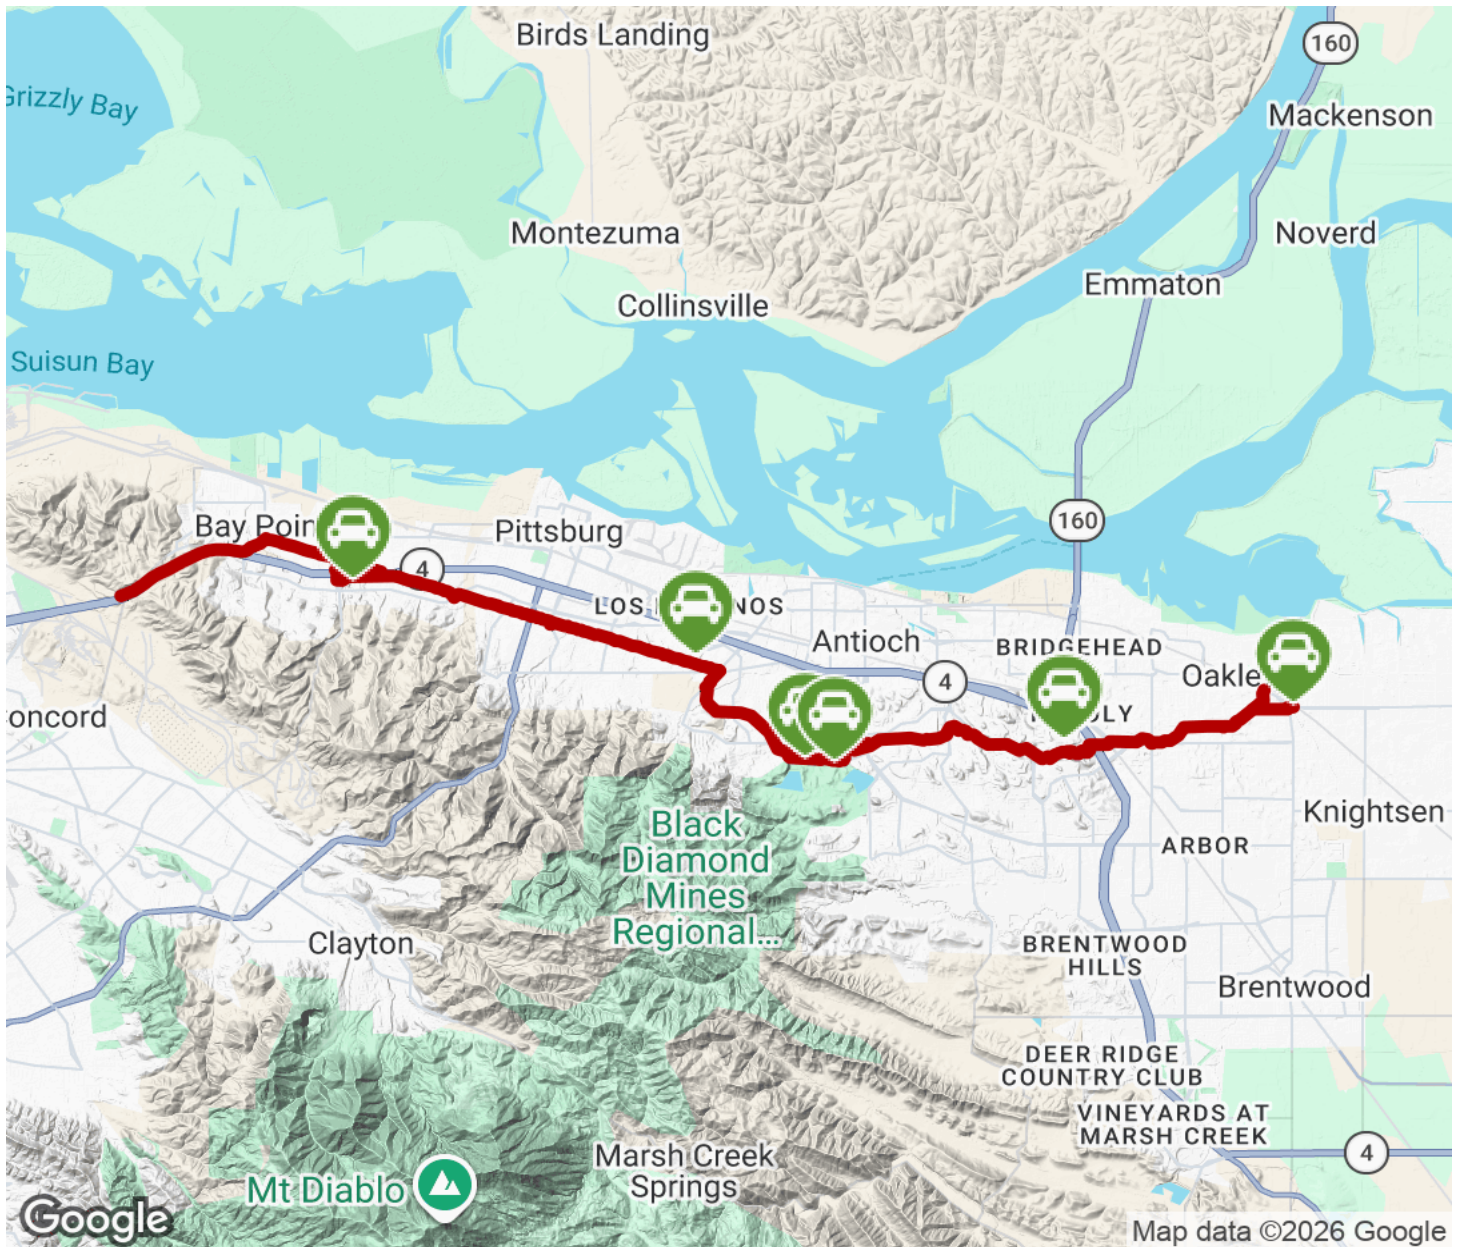 Birds Landing
160
Grizzly Bay
Mackenson
Montezuma
Noverd
Emmaton
Collinsville
Suisun Bay
160
Bay Poin
Pittsburg
4
LOS NOS
Antioch
BRIDGEHEAD
4
Oakle
oncord
LY
Knightsen
Black
Diamond
Mines
Regional...
ARBOR
Clayton
BRENTWOOD
HILLS
Brentwood
DEER RIDGE
COUNTRY CLUB
VINEYARDS AT
MARSH CREEK
4
Marsh Creek
Springs
Mt Diablo
Google
Map data ©2026 Google